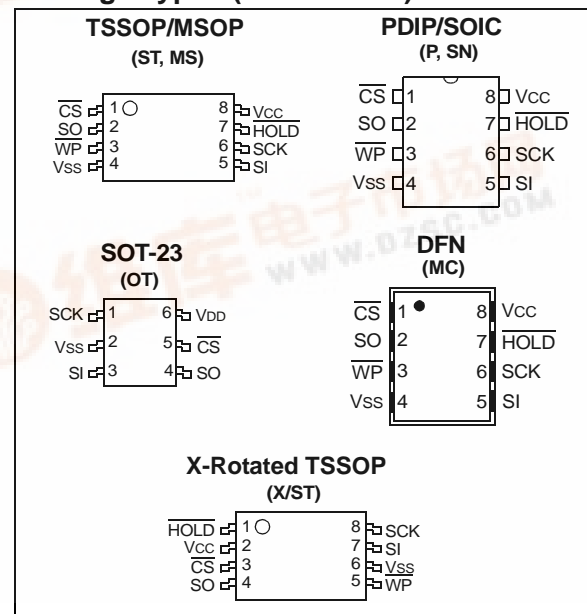 TSSOP/MSOP
(ST, MS)
CS 1 8 VCC
SO 2 7 HOLD
WP 3 6 SCK
VSS 4 5 SI
PDIP/SOIC
(P, SN)
CS 1 8 VCC
SO 2 7 HOLD
WP 3 6 SCK
VSS 4 5 SI
SOT-23
(OT)
SCK 1 6 VDD
VSS 2 5 CS
SI 3 4 SO
DFN
(MC)
CS 1 8 VCC
SO 2 7 HOLD
WP 3 6 SCK
VSS 4 5 SI
X-Rotated TSSOP
(X/ST)
HOLD 1 8 SCK
VCC 2 7 SI
CS 3 6 VSS
SO 4 5 WP
WWW.DZSC.COM